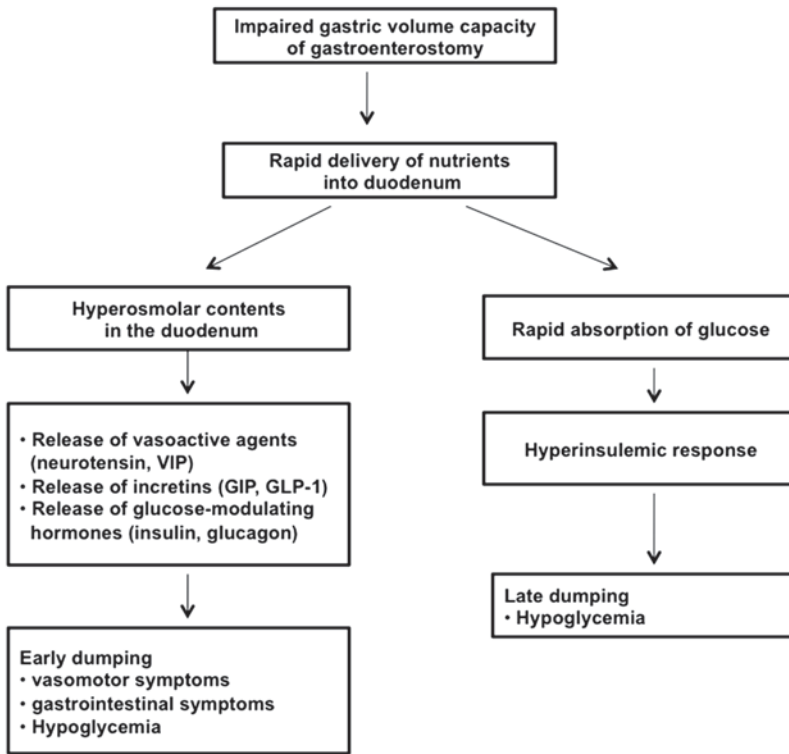 Impaired gastric volume capacity
of gastroenterostomy
Rapid delivery of nutrients
into duodenum
Hyperosmolar contents
in the duodenum
Rapid absorption of glucose
• Release of vasoactive agents
(neurotensin, VIP)
• Release of incretins (GIP, GLP-1)
• Release of glucose-modulating
hormones (insulin, glucagon)
Hyperinsulemic response
Late dumping
• Hypoglycemia
Early dumping
• vasomotor symptoms
• gastrointestinal symptoms
• Hypoglycemia